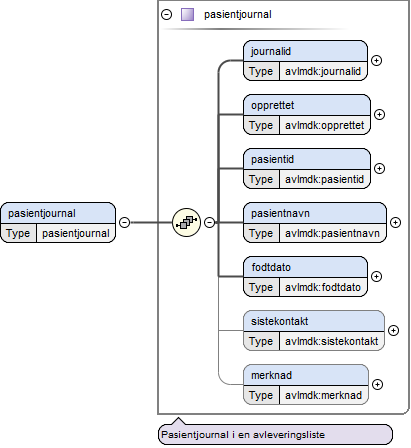 pasientjournal
journalid
Type avlmdk:journalid
opprettet
Type avlmdk:opprettet
pasientid
Type avlmdk:pasientid
pasientjournal
Type pasientjournal
pasientnavn
Type avlmdk:pasientnavn
fodtdato
Type avlmdk:fodtdato
sistekontakt
Type avlmdk:sistekontakt
merknad
Type avlmdk:merknad
Pasientjournal i en avleveringsliste